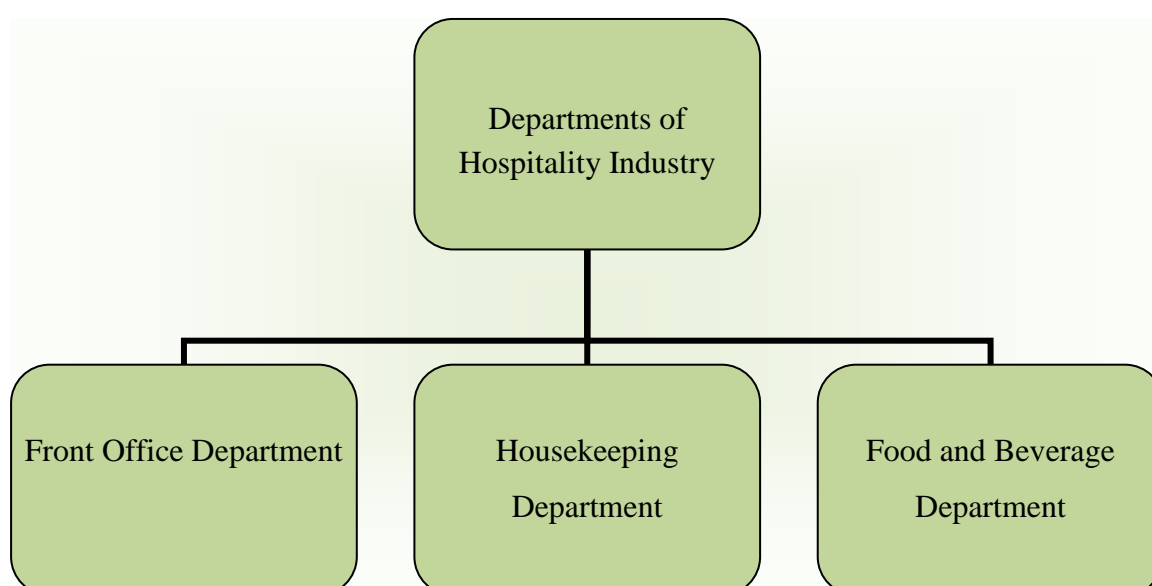 Departments of
Hospitality Industry
Front Office Department
Housekeeping
Department
Food and Beverage
Department